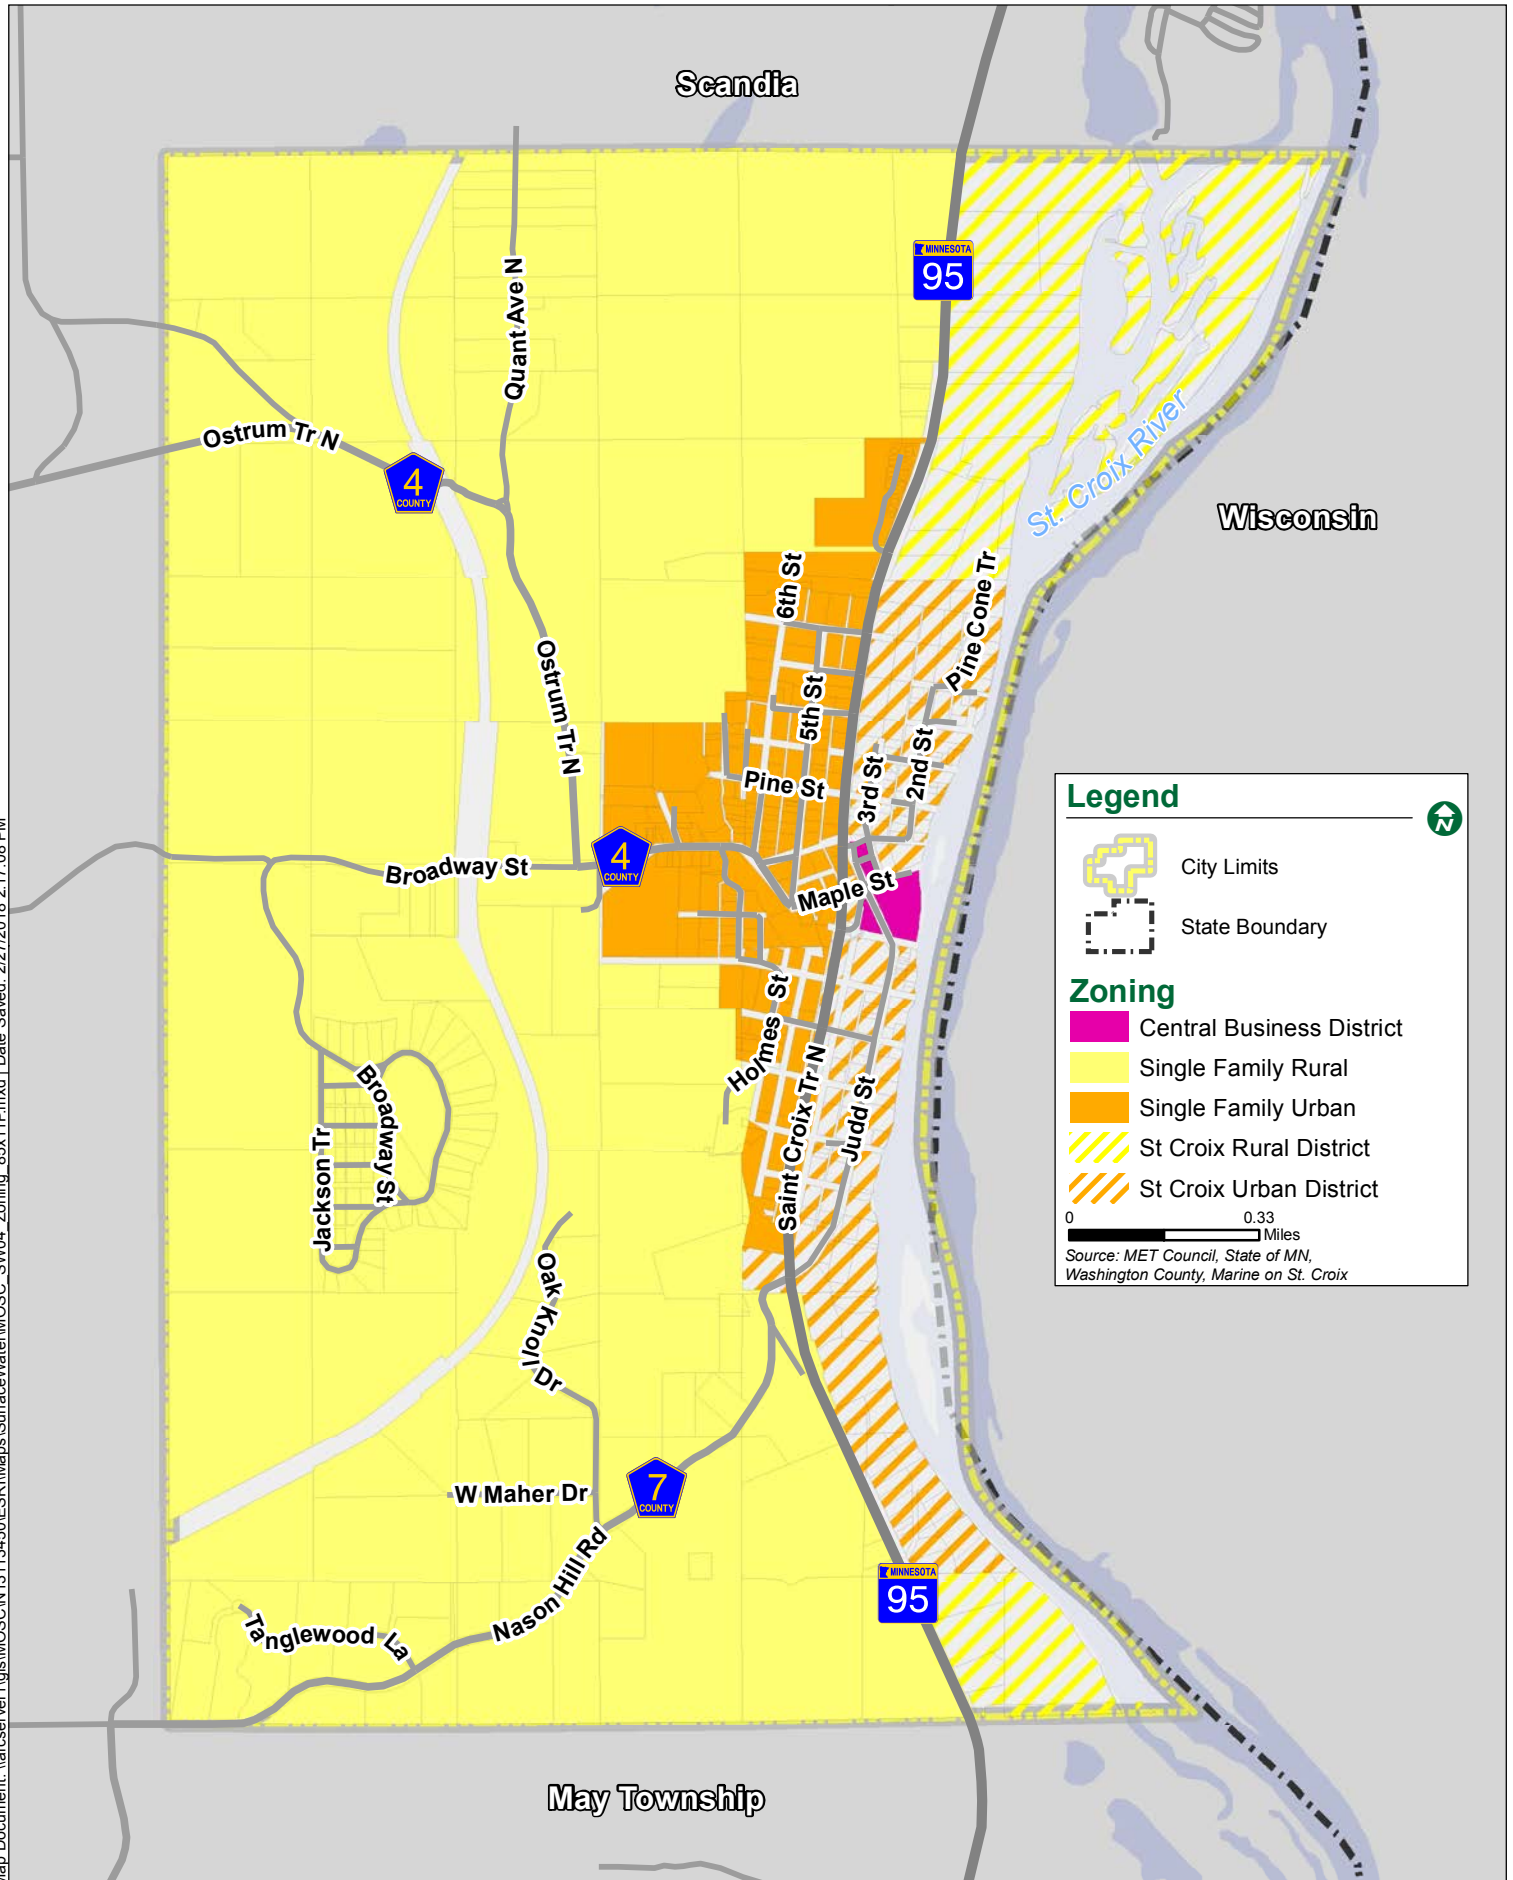 Scandia
MINNESOTA
95
Quant Ave N
Ostrum Tr N
4
COUNTY
St. Croix River
Wisconsin
6th St
Pine Cone Tr
Ostrum Tr N
5th St
3rd St
2nd St
Pine St
4
COUNTY
Broadway St
Maple St
Holmes St
Saint Croix Tr N
Judd St
Broadway St
Jackson Tr
Oak Knoll Dr
W Maher Dr
7
COUNTY
Nason Hill Rd
MINNESOTA
95
Tanglewood La
May Township
Legend
N
City Limits
State Boundary
Zoning
Central Business District
Single Family Rural
Single Family Urban
St Croix Rural District
St Croix Urban District
0 0.33
Miles
Source: MET Council, State of MN,
Washington County, Marine on St. Croix